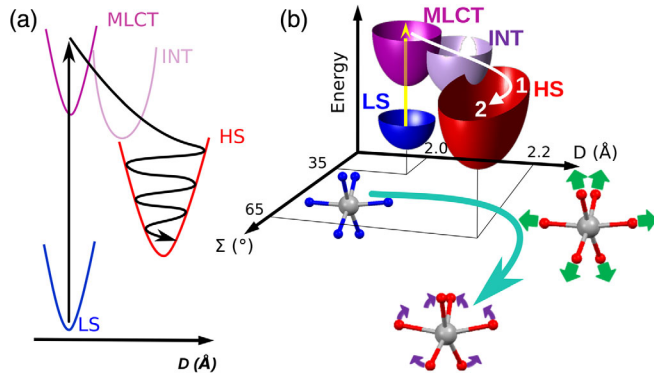 (a)
MLCT
INT
HS
LS
D (Å)
(b)
Energy
MLCT
INT
LS
HS
1
2
35
2.0
2.2
D (Å)
65
Σ (°)